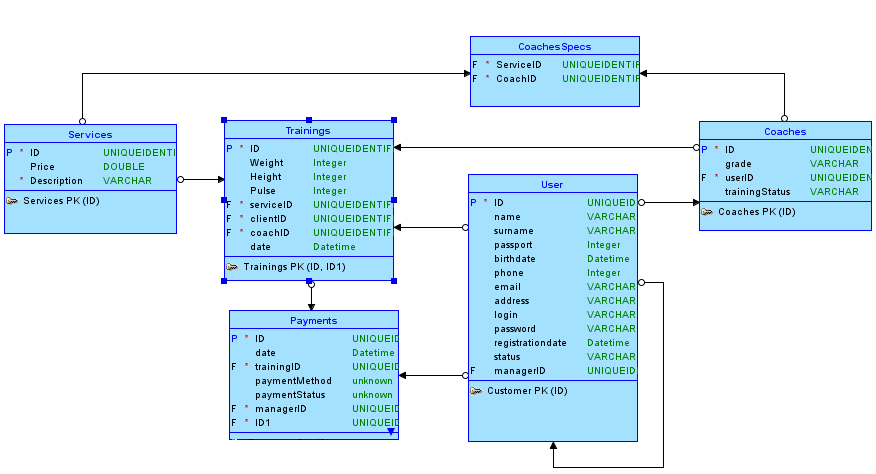 CoachesSpecs
F * ServiceID UNIQUEIDENTIF
F * CoachID UNIQUEIDENTIF
Services
P * ID UNIQUEIDENTI
Price DOUBLE
* Description VARCHAR
Services PK (ID)
Trainings
P * ID UNIQUEIDENTIF
Weight Integer
Height Integer
Pulse Integer
F * serviceID UNIQUEIDENTIF
F * clientID UNIQUEIDENTIF
F * coachID UNIQUEIDENTIF
date Datetime
Trainings PK (ID, ID1)
Coaches
P * ID UNIQUEIDEN
grade VARCHAR
F * userID UNIQUEIDEN
trainingStatus VARCHAR
Coaches PK (ID)
User
P * ID UNIQUEID
name VARCHAR
surname VARCHAR
passport Integer
birthdate Datetime
phone Integer
email VARCHAR
address VARCHAR
login VARCHAR
password VARCHAR
registrationdate Datetime
status VARCHAR
F managerID UNIQUEID
Customer PK (ID)
Payments
P * ID UNIQUEID
date Datetime
F * trainingID UNIQUEID
paymentMethod unknown
paymentStatus unknown
F * managerID UNIQUEID
F * ID1 UNIQUEID